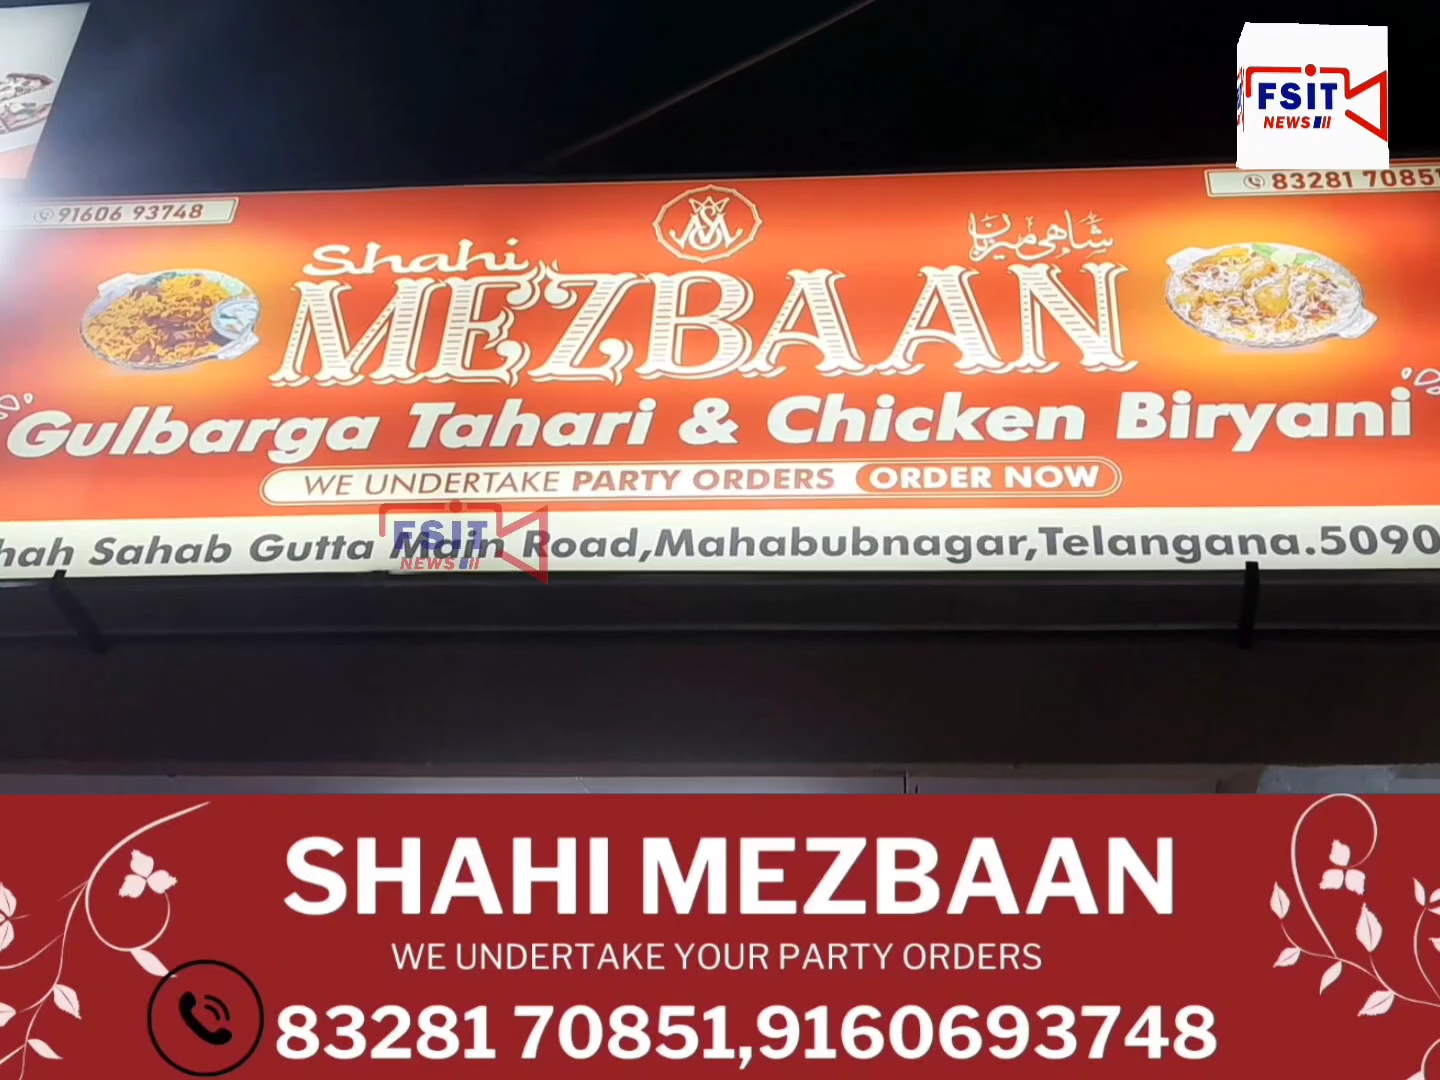 FSIT
NEWS
91606 93748
83281 70851
Shahi
شاهی میزبان
MEZBAAN
Gulbarga Tahari & Chicken Biryani
WE UNDERTAKE PARTY ORDERS ORDER NOW
hah Sahab Gutta Main Road,Mahabubnagar,Telangana.5090
FSIT
NEWS
SHAHI MEZBAAN
WE UNDERTAKE YOUR PARTY ORDERS
83281 70851,9160693748